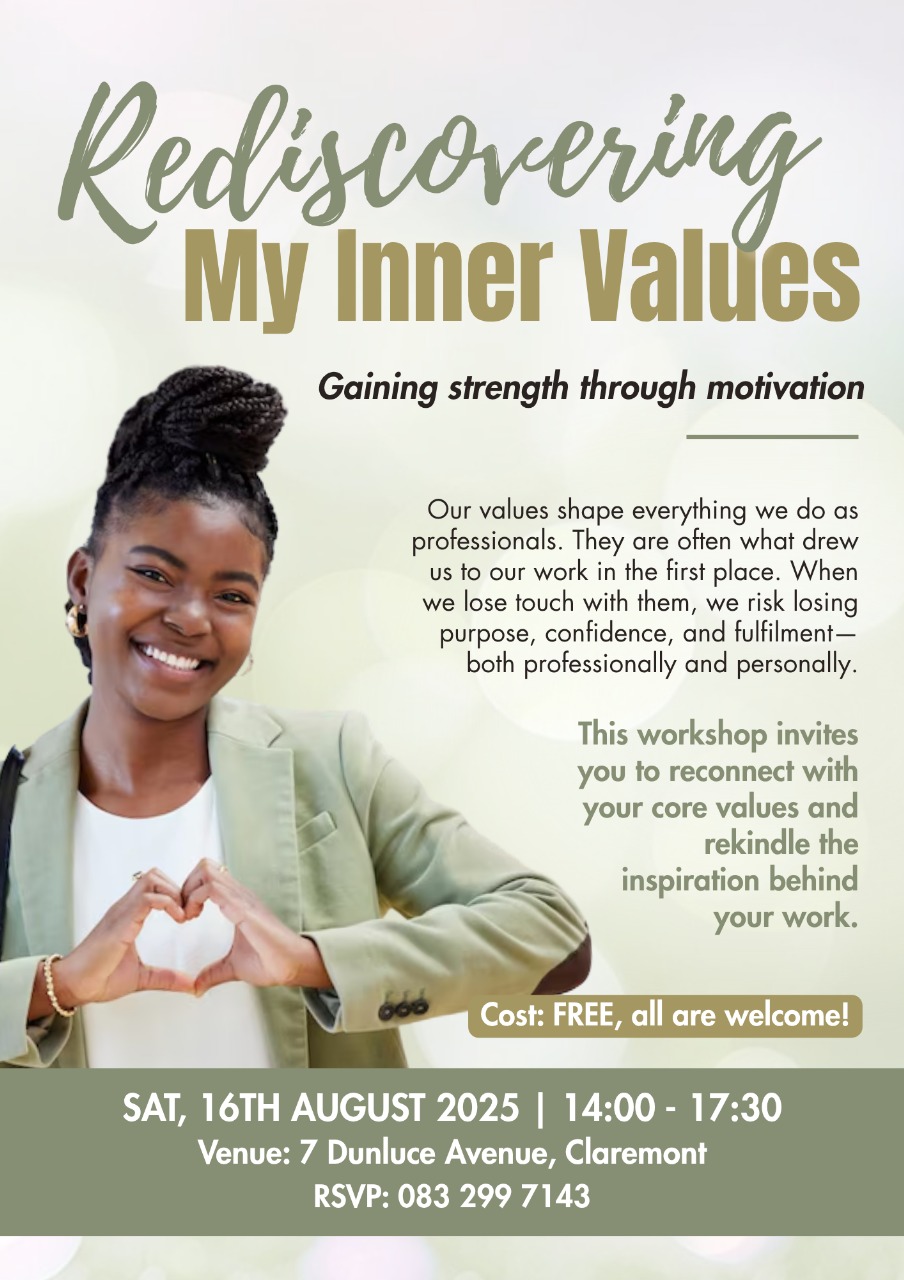 Rediscovering
My Inner Values
Gaining strength through motivation
Our values shape everything we do as
professionals. They are often what drew
us to our work in the first place. When
we lose touch with them, we risk losing
purpose, confidence, and fulfilment—
both professionally and personally.
This workshop invites
you to reconnect with
your core values and
rekindle the
inspiration behind
your work.
Cost: FREE, all are welcome!
SAT, 16TH AUGUST 2025 | 14:00 - 17:30
Venue: 7 Dunluce Avenue, Claremont
RSVP: 083 299 7143